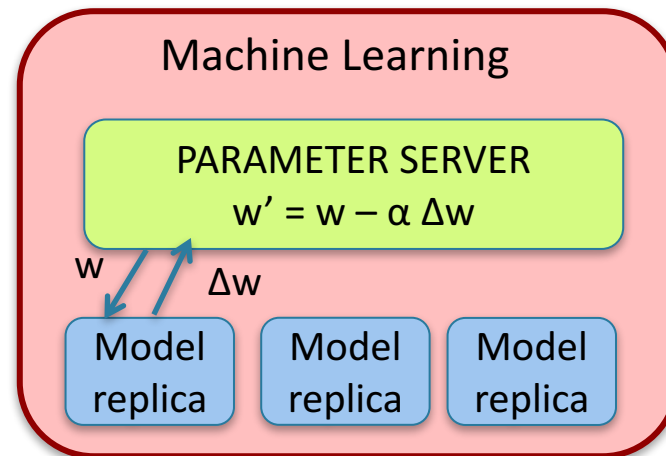 Machine Learning
PARAMETER SERVER
w’ = w – α Δw
w
Δw
Model
replica
Model
replica
Model
replica